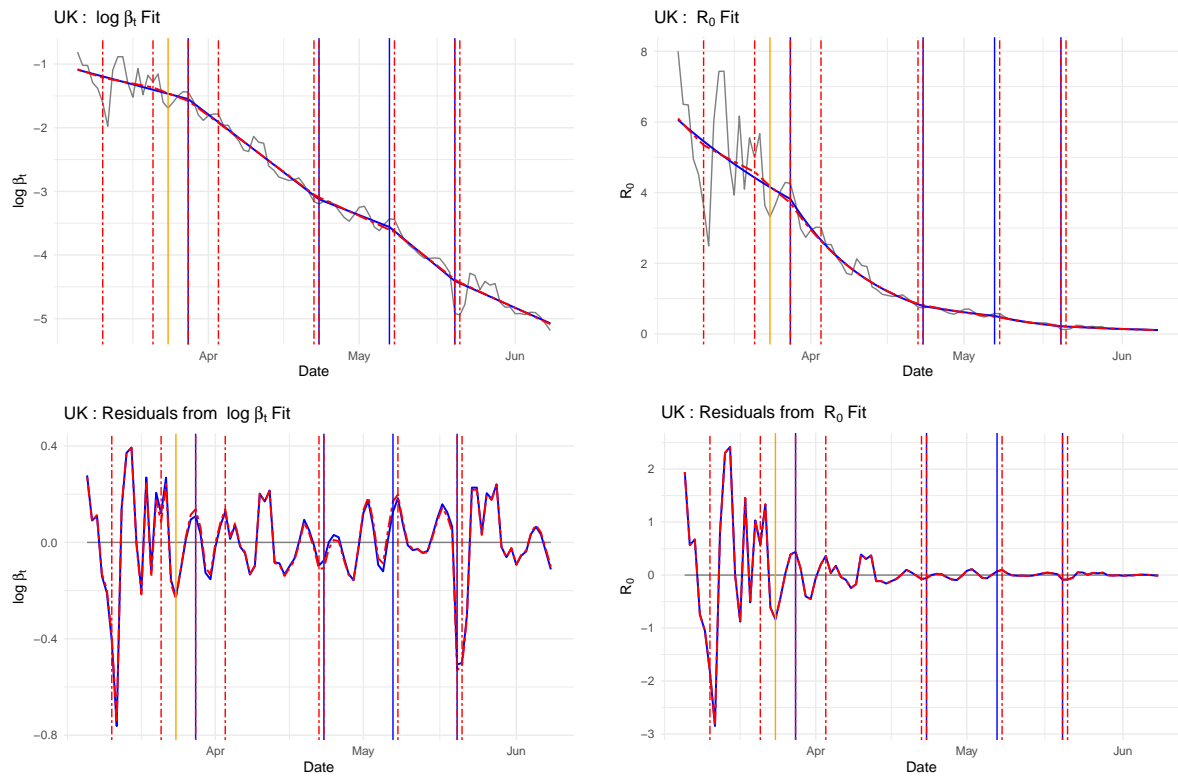 UK : log βt Fit
−1
−2
−3
−4
−5
log βt
Apr
May
Jun
Date
UK : R0 Fit
8
6
4
2
0
R0
Apr
May
Jun
Date
UK : Residuals from log βt Fit
0.4
0.0
−0.4
−0.8
log βt
Apr
May
Jun
Date
UK : Residuals from R0 Fit
2
1
0
−1
−2
−3
R0
Apr
May
Jun
Date